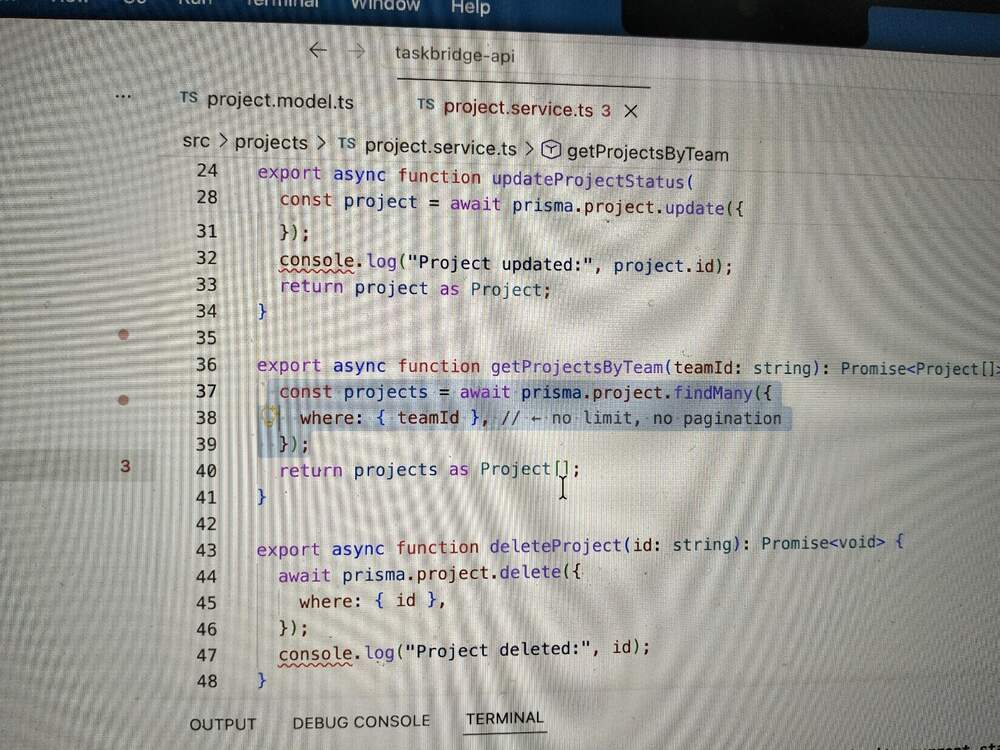 Terminal Window Help
taskbridge-api
... TS project.model.ts TS project.service.ts 3
src > projects > TS project.service.ts > getProjectsByTeam
24 export async function updateProjectStatus(
28 const project = await prisma.project.update({
31 });
32 console.log("Project updated:", project.id);
33 return project as Project;
34 }
35
36 export async function getProjectsByTeam(teamId: string): Promise<Project[]>
37 const projects = await prisma.project.findMany({
38 where: { teamId }, // ← no limit, no pagination
39 });
3
40 return projects as Project[];
41 }
42
43 export async function deleteProject(id: string): Promise<void> {
44 await prisma.project.delete({
45 where: { id },
46 });
47 console.log("Project deleted:", id);
48 }
OUTPUT DEBUG CONSOLE TERMINAL